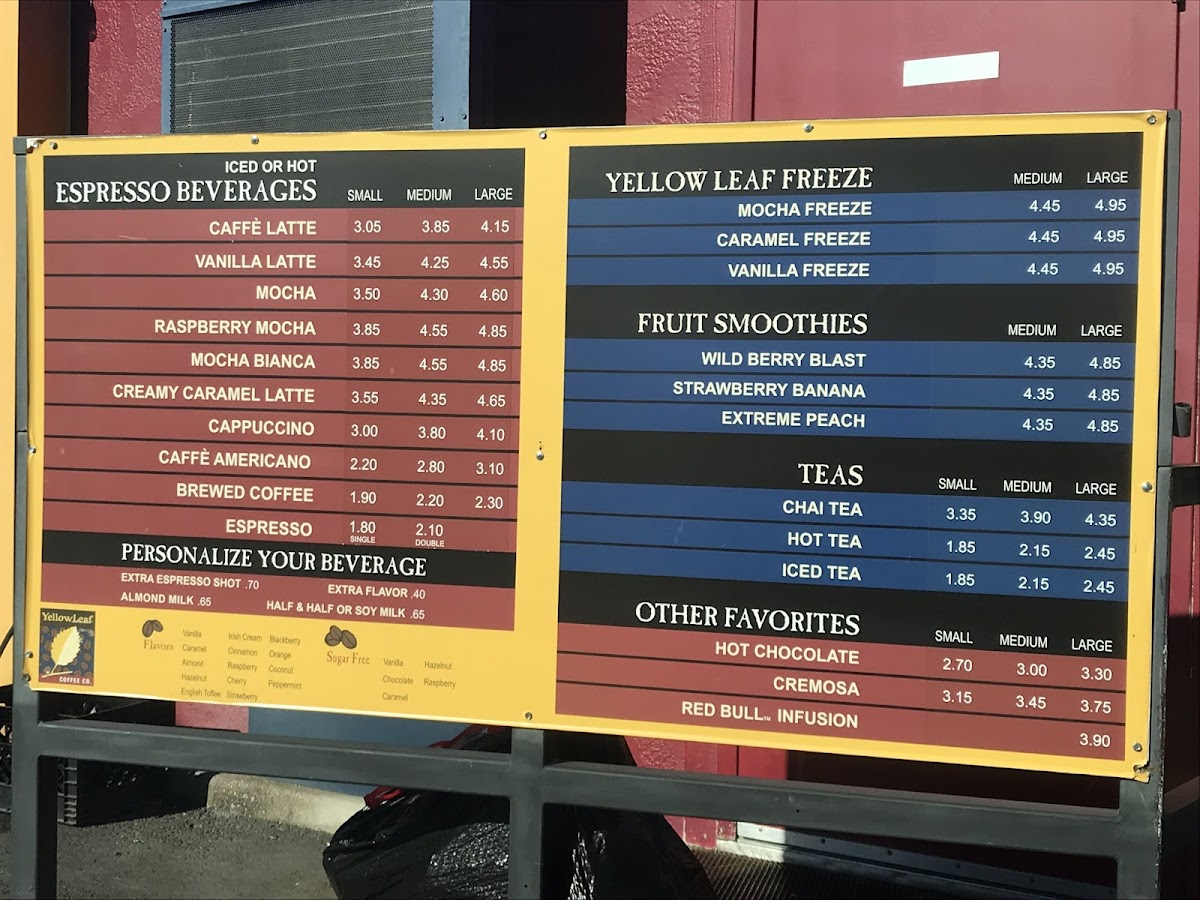 ICED OR HOT
ESPRESSO BEVERAGES SMALL MEDIUM LARGE
CAFFÈ LATTE 3.05 3.85 4.15
VANILLA LATTE 3.45 4.25 4.55
MOCHA 3.50 4.30 4.60
RASPBERRY MOCHA 3.85 4.55 4.85
MOCHA BIANCA 3.85 4.55 4.85
CREAMY CARAMEL LATTE 3.55 4.35 4.65
CAPPUCCINO 3.00 3.80 4.10
CAFFÈ AMERICANO 2.20 2.80 3.10
BREWED COFFEE 1.90 2.20 2.30
ESPRESSO 1.80 2.10
SINGLE DOUBLE
PERSONALIZE YOUR BEVERAGE
EXTRA ESPRESSO SHOT .70 EXTRA FLAVOR .40
ALMOND MILK .65 HALF & HALF OR SOY MILK .65
YellowLeaf
COFFEE CO.
Flavors
Vanilla Irish Cream Blackberry
Caramel Cinnamon Orange
Almond Raspberry Coconut
Hazelnut Cherry Peppermint
English Toffee Strawberry
Sugar Free
Vanilla Hazelnut
Chocolate Raspberry
Caramel
YELLOW LEAF FREEZE MEDIUM LARGE
MOCHA FREEZE 4.45 4.95
CARAMEL FREEZE 4.45 4.95
VANILLA FREEZE 4.45 4.95
FRUIT SMOOTHIES MEDIUM LARGE
WILD BERRY BLAST 4.35 4.85
STRAWBERRY BANANA 4.35 4.85
EXTREME PEACH 4.35 4.85
TEAS SMALL MEDIUM LARGE
CHAI TEA 3.35 3.90 4.35
HOT TEA 1.85 2.15 2.45
ICED TEA 1.85 2.15 2.45
OTHER FAVORITES SMALL MEDIUM LARGE
HOT CHOCOLATE 2.70 3.00 3.30
CREMOSA 3.15 3.45 3.75
RED BULL™ INFUSION 3.90